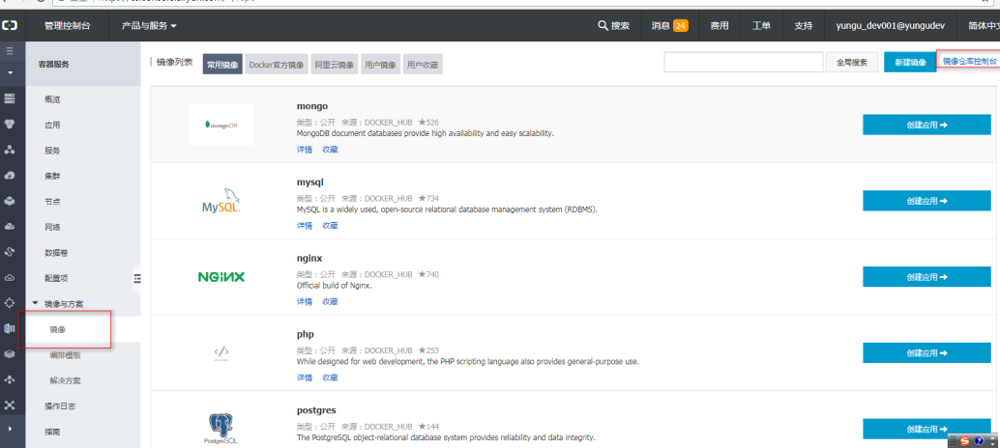 管理控制台 产品与服务 搜索 消息 24 费用 工单 支持 yungu_dev001@yungudev 简体中文
容器服务
概览
应用
服务
集群
节点
网络
数据卷
配置项
镜像与方案
镜像
编排模板
解决方案
操作日志
指南
镜像列表 常用镜像 Docker官方镜像 阿里云镜像 用户镜像 用户收藏 全局搜索 新建镜像 镜像仓库控制台
mongoDB
mongo
类型：公开 来源：DOCKER_HUB ★526
MongoDB document databases provide high availability and easy scalability.
详情 收藏
创建应用
MySQL
mysql
类型：公开 来源：DOCKER_HUB ★734
MySQL is a widely used, open-source relational database management system (RDBMS).
详情 收藏
创建应用
NGINX
nginx
类型：公开 来源：DOCKER_HUB ★740
Official build of Nginx.
详情 收藏
创建应用
</>
php
类型：公开 来源：DOCKER_HUB ★253
While designed for web development, the PHP scripting language also provides general-purpose use.
详情 收藏
创建应用
PostgreSQL
postgres
类型：公开 来源：DOCKER_HUB ★144
The PostgreSQL object-relational database system provides reliability and data integrity.
创建应用